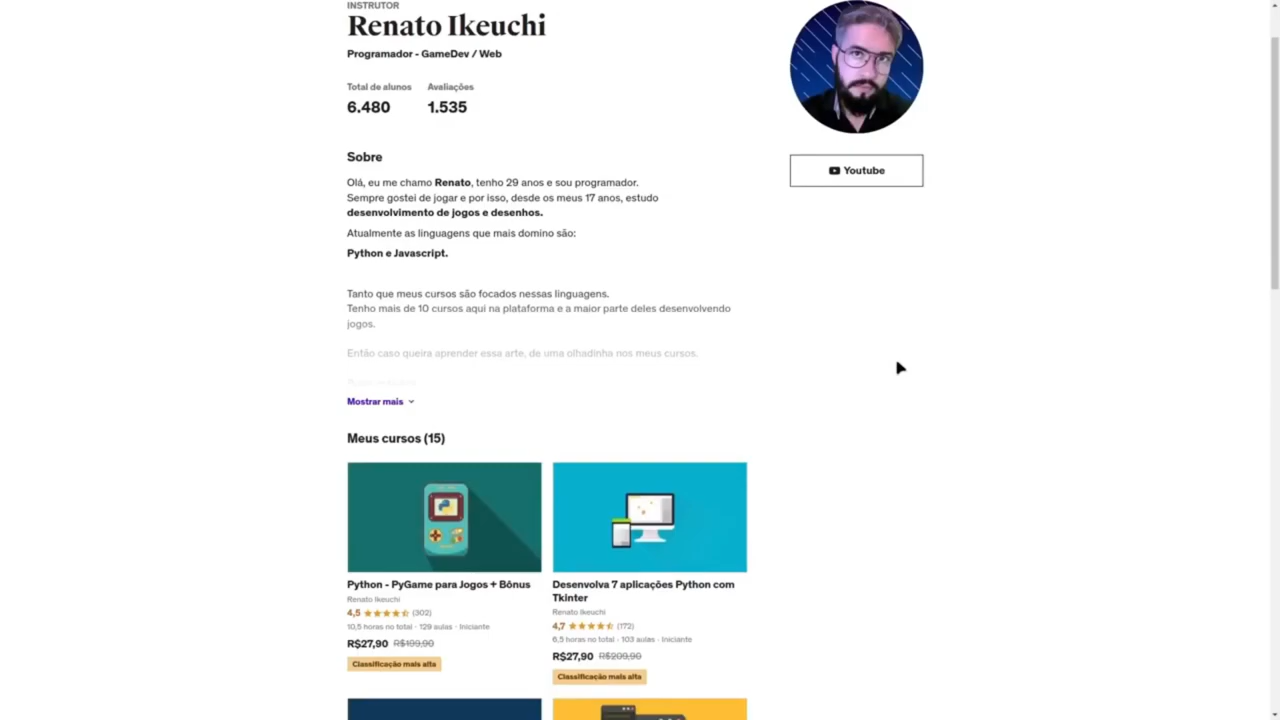 INSTRUTOR
Renato Ikeuchi
Programador - GameDev / Web
Total de alunos Avaliações
6.480 1.535
Youtube
Sobre
Olá, eu me chamo Renato, tenho 29 anos e sou programador.
Sempre gostei de jogar e por isso, desde os meus 17 anos, estudo
desenvolvimento de jogos e desenhos.
Atualmente as linguagens que mais domino são:
Python e Javascript.
Tanto que meus cursos são focados nessas linguagens.
Tenho mais de 10 cursos aqui na plataforma e a maior parte deles desenvolvendo
jogos.
Então caso queira aprender essa arte, de uma olhadinha nos meus cursos.
Mostrar mais
Meus cursos (15)
Python - PyGame para Jogos + Bônus
Renato Ikeuchi
4,5 (302)
10,5 horas no total · 129 aulas · Iniciante
R$27,90 R$199,90
Classificação mais alta
Desenvolva 7 aplicações Python com
Tkinter
Renato Ikeuchi
4,7 (172)
6,5 horas no total · 103 aulas · Iniciante
R$27,90 R$209,90
Classificação mais alta